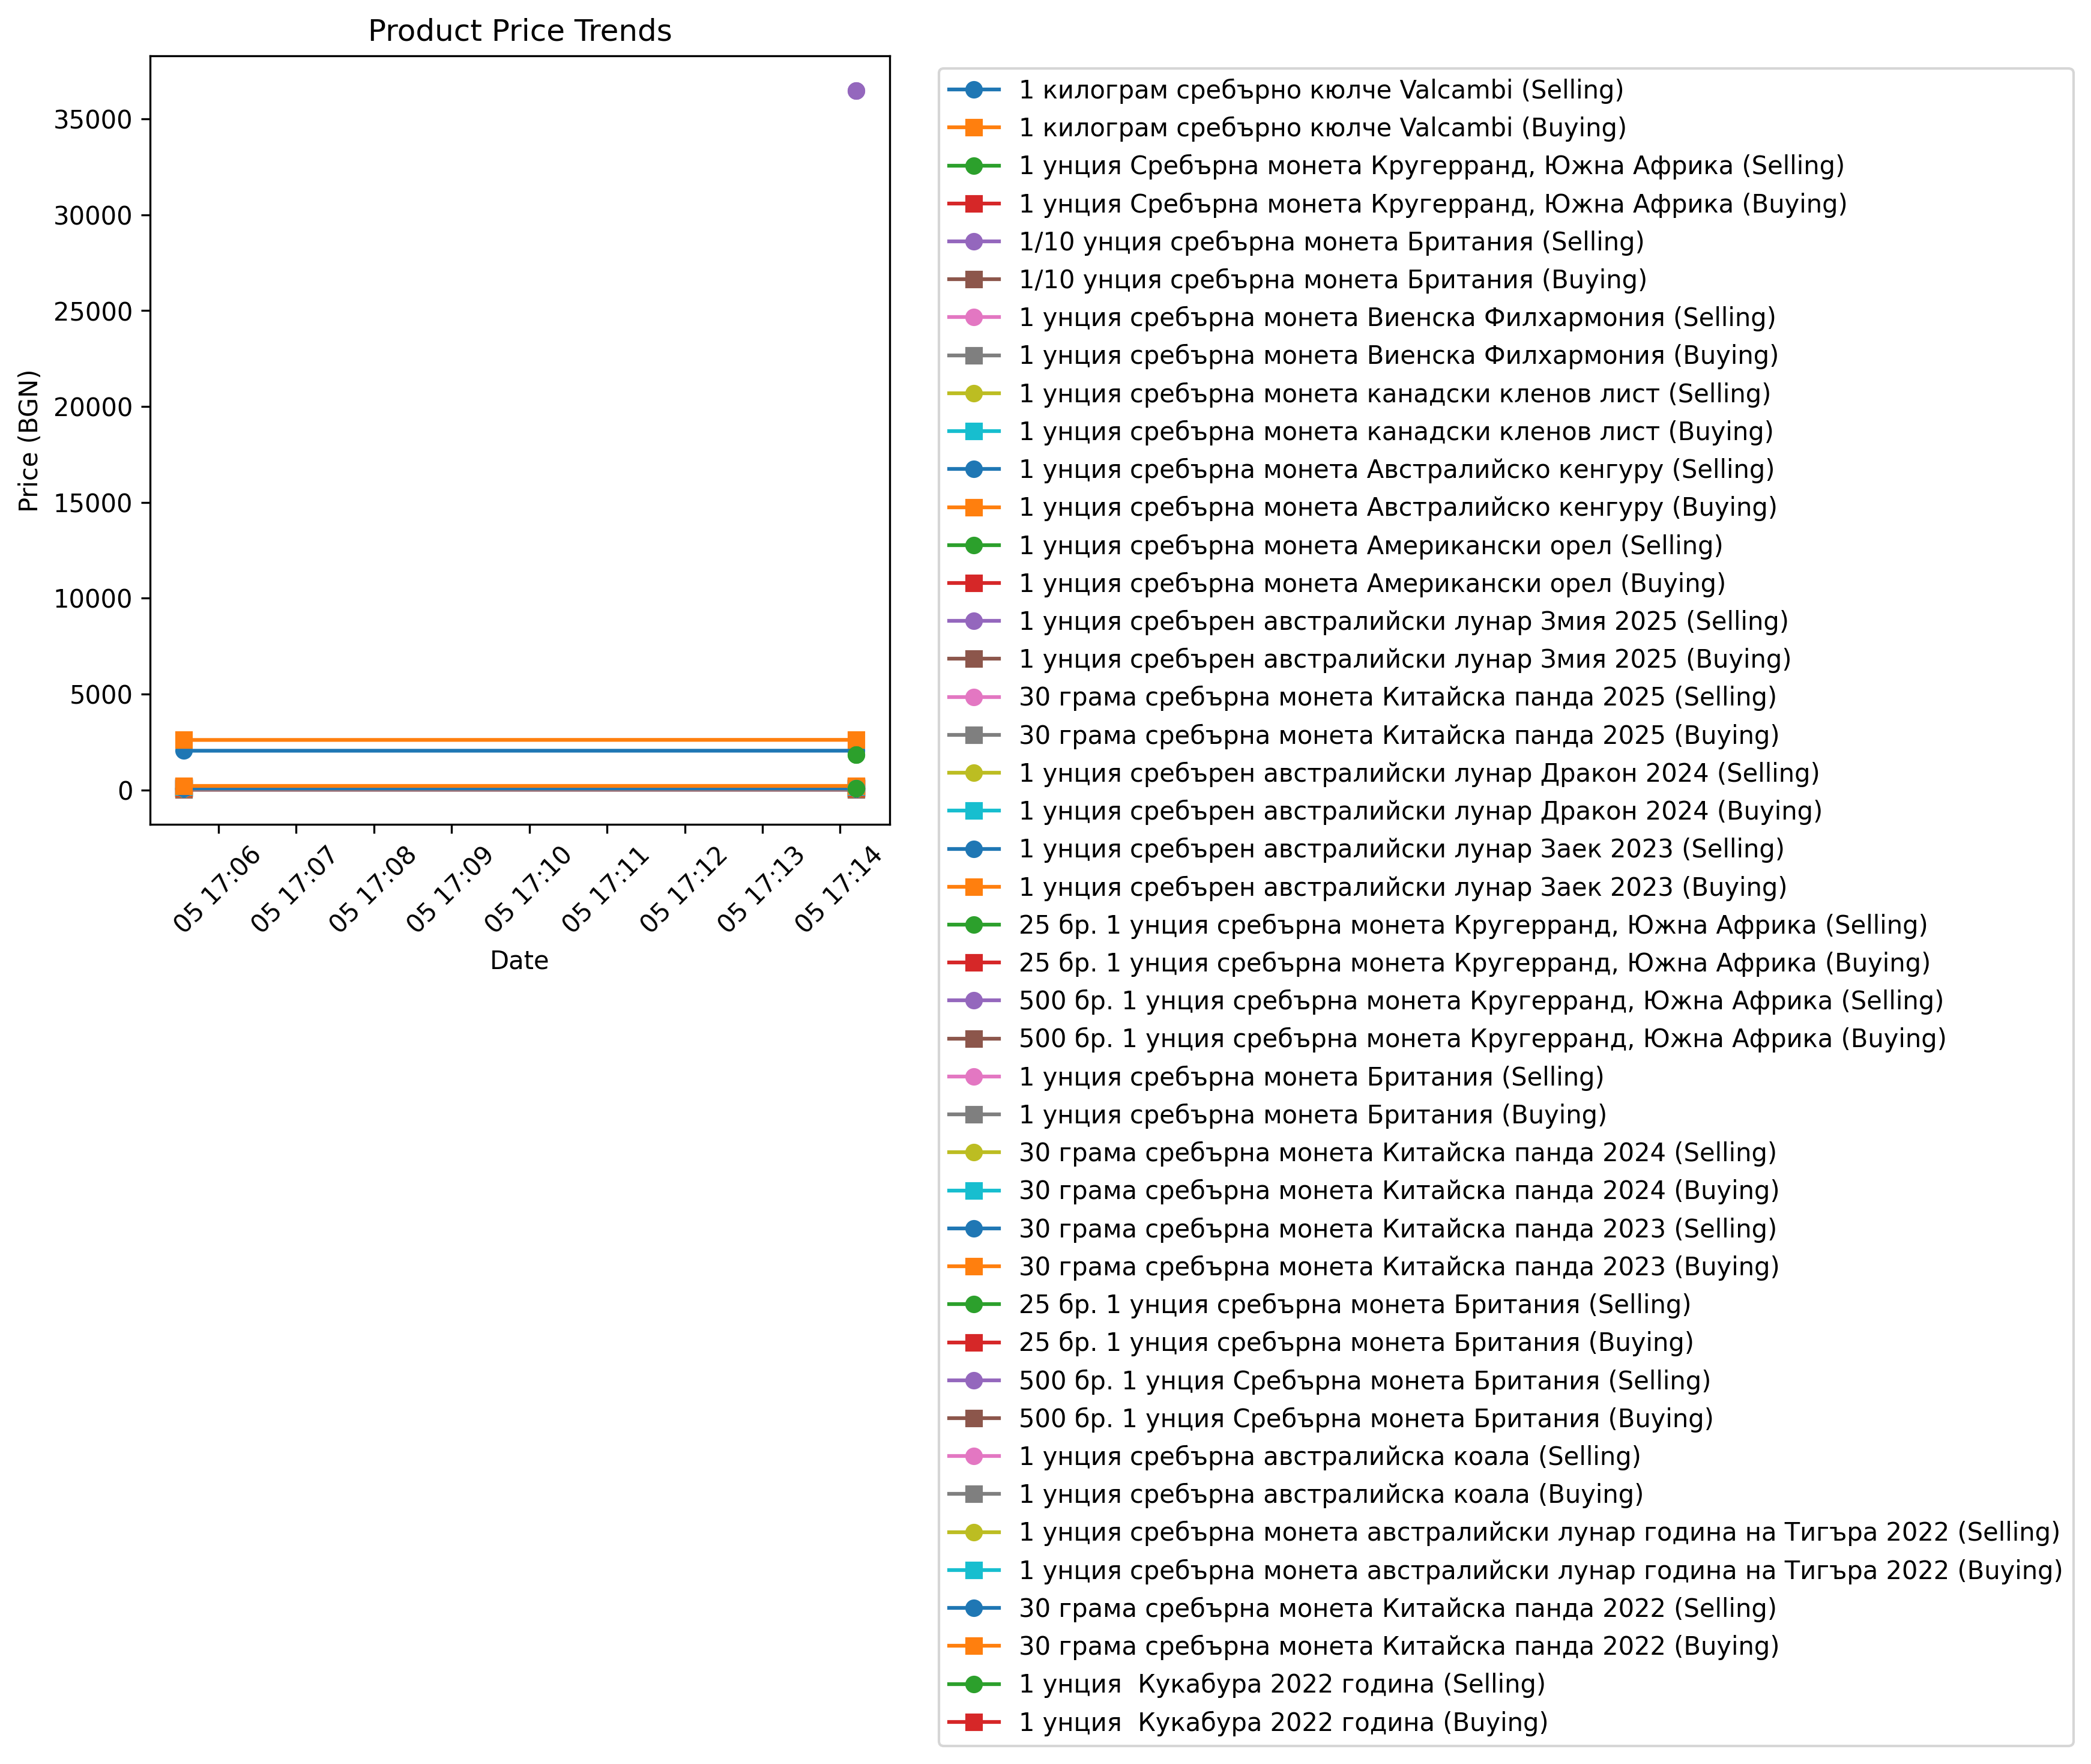 Product Price Trends
Price (BGN)
35000
30000
25000
20000
15000
10000
5000
0
05 17:06
05 17:07
05 17:08
05 17:09
05 17:10
05 17:11
05 17:12
05 17:13
05 17:14
Date
1 килограм сребърно кюлче Valcambi (Selling)
1 килограм сребърно кюлче Valcambi (Buying)
1 унция Сребърна монета Кругерранд, Южна Африка (Selling)
1 унция Сребърна монета Кругерранд, Южна Африка (Buying)
1/10 унция сребърна монета Британия (Selling)
1/10 унция сребърна монета Британия (Buying)
1 унция сребърна монета Виенска Филхармония (Selling)
1 унция сребърна монета Виенска Филхармония (Buying)
1 унция сребърна монета канадски кленов лист (Selling)
1 унция сребърна монета канадски кленов лист (Buying)
1 унция сребърна монета Австралийско кенгуру (Selling)
1 унция сребърна монета Австралийско кенгуру (Buying)
1 унция сребърна монета Американски орел (Selling)
1 унция сребърна монета Американски орел (Buying)
1 унция сребърен австралийски лунар Змия 2025 (Selling)
1 унция сребърен австралийски лунар Змия 2025 (Buying)
30 грама сребърна монета Китайска панда 2025 (Selling)
30 грама сребърна монета Китайска панда 2025 (Buying)
1 унция сребърен австралийски лунар Дракон 2024 (Selling)
1 унция сребърен австралийски лунар Дракон 2024 (Buying)
1 унция сребърен австралийски лунар Заек 2023 (Selling)
1 унция сребърен австралийски лунар Заек 2023 (Buying)
25 бр. 1 унция сребърна монета Кругерранд, Южна Африка (Selling)
25 бр. 1 унция сребърна монета Кругерранд, Южна Африка (Buying)
500 бр. 1 унция сребърна монета Кругерранд, Южна Африка (Selling)
500 бр. 1 унция сребърна монета Кругерранд, Южна Африка (Buying)
1 унция сребърна монета Британия (Selling)
1 унция сребърна монета Британия (Buying)
30 грама сребърна монета Китайска панда 2024 (Selling)
30 грама сребърна монета Китайска панда 2024 (Buying)
30 грама сребърна монета Китайска панда 2023 (Selling)
30 грама сребърна монета Китайска панда 2023 (Buying)
25 бр. 1 унция сребърна монета Британия (Selling)
25 бр. 1 унция сребърна монета Британия (Buying)
500 бр. 1 унция Сребърна монета Британия (Selling)
500 бр. 1 унция Сребърна монета Британия (Buying)
1 унция сребърна австралийска коала (Selling)
1 унция сребърна австралийска коала (Buying)
1 унция сребърна монета австралийски лунар година на Тигъра 2022 (Selling)
1 унция сребърна монета австралийски лунар година на Тигъра 2022 (Buying)
30 грама сребърна монета Китайска панда 2022 (Selling)
30 грама сребърна монета Китайска панда 2022 (Buying)
1 унция  Кукабура 2022 година (Selling)
1 унция  Кукабура 2022 година (Buying)